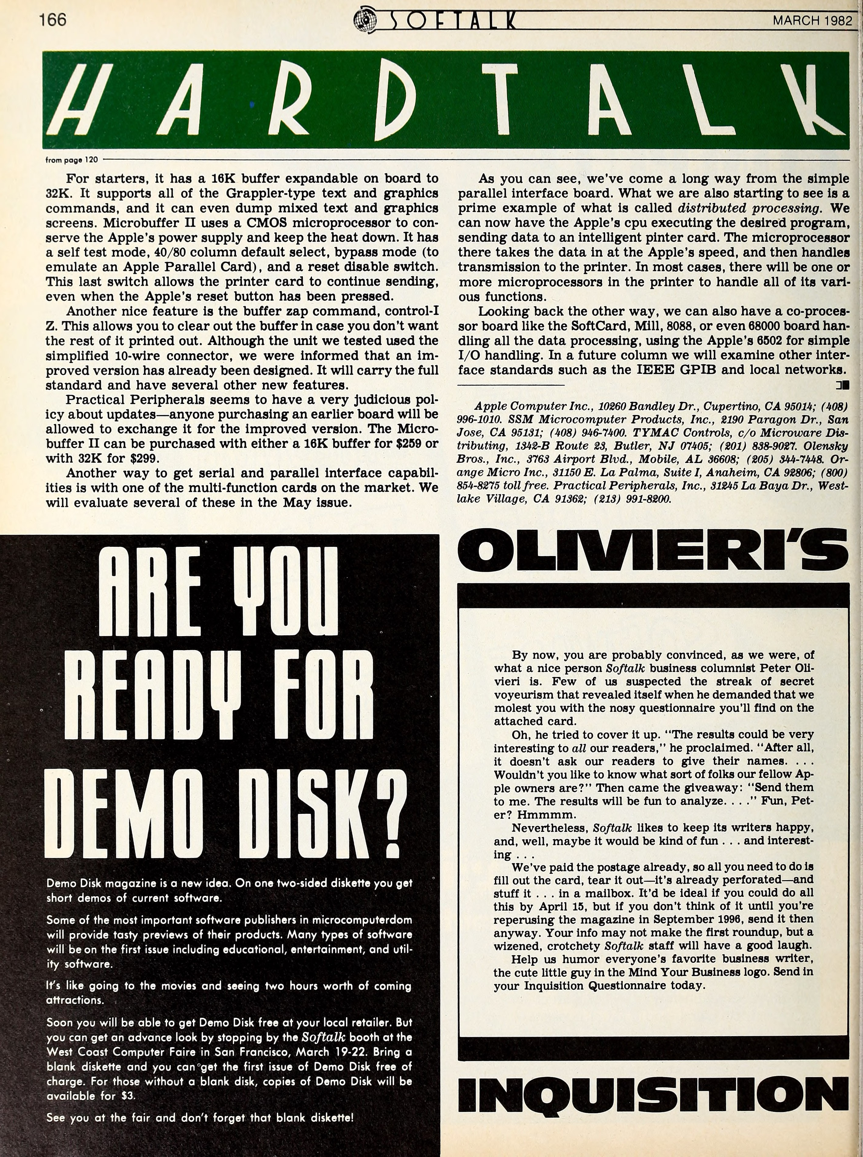 166
SOFTALK
MARCH 1982
HARDTALK
from page 120
For starters, it has a 16K buffer expandable on board to
32K. It supports all of the Grappler-type text and graphics
commands, and it can even dump mixed text and graphics
screens. Microbuffer II uses a CMOS microprocessor to con-
serve the Apple's power supply and keep the heat down. It has
a self test mode, 40/80 column default select, bypass mode (to
emulate an Apple Parallel Card), and a reset disable switch.
This last switch allows the printer card to continue sending,
even when the Apple's reset button has been pressed.
Another nice feature is the buffer zap command, control-I
Z. This allows you to clear out the buffer in case you don't want
the rest of it printed out. Although the unit we tested used the
simplified 10-wire connector, we were informed that an im-
proved version has already been designed. It will carry the full
standard and have several other new features.
Practical Peripherals seems to have a very judicious pol-
icy about updates—anyone purchasing an earlier board will be
allowed to exchange it for the improved version. The Micro-
buffer II can be purchased with either a 16K buffer for $259 or
with 32K for $299.
Another way to get serial and parallel interface capabil-
ities is with one of the multi-function cards on the market. We
will evaluate several of these in the May issue.
As you can see, we've come a long way from the simple
parallel interface board. What we are also starting to see is a
prime example of what is called distributed processing. We
can now have the Apple's cpu executing the desired program,
sending data to an intelligent pinter card. The microprocessor
there takes the data in at the Apple's speed, and then handles
transmission to the printer. In most cases, there will be one or
more microprocessors in the printer to handle all of its vari-
ous functions.
Looking back the other way, we can also have a co-proces-
sor board like the SoftCard, Mill, 8088, or even 68000 board han-
dling all the data processing, using the Apple's 6502 for simple
I/O handling. In a future column we will examine other inter-
face standards such as the IEEE GPIB and local networks.
Apple Computer Inc., 10260 Bandley Dr., Cupertino, CA 95014; (408)
996-1010. SSM Microcomputer Products, Inc., 2190 Paragon Dr., San
Jose, CA 95131; (408) 946-7400. TYMAC Controls, c/o Microware Dis-
tributing, 1342-B Route 23, Butler, NJ 07405; (201) 838-9027. Olensky
Bros., Inc., 3763 Airport Blvd., Mobile, AL 36608; (205) 344-7448. Or-
ange Micro Inc., 31150 E. La Palma, Suite I, Anaheim, CA 92806; (800)
854-8275 toll free. Practical Peripherals, Inc., 31245 La Baya Dr., West-
lake Village, CA 91362; (213) 991-8200.
ARE YOU
READY FOR
DEMO DISK?
Demo Disk magazine is a new idea. On one two-sided diskette you get
short demos of current software.
Some of the most important software publishers in microcomputerdom
will provide tasty previews of their products. Many types of software
will be on the first issue including educational, entertainment, and util-
ity software.
It's like going to the movies and seeing two hours worth of coming
attractions.
Soon you will be able to get Demo Disk free at your local retailer. But
you can get an advance look by stopping by the Softalk booth at the
West Coast Computer Faire in San Francisco, March 19-22. Bring a
blank diskette and you can get the first issue of Demo Disk free of
charge. For those without a blank disk, copies of Demo Disk will be
available for $3.
See you at the fair and don't forget that blank diskette!
OLIVIERI'S
By now, you are probably convinced, as we were, of
what a nice person Softalk business columnist Peter Oli-
vieri is. Few of us suspected the streak of secret
voyeurism that revealed itself when he demanded that we
molest you with the nosy questionnaire you'll find on the
attached card.
Oh, he tried to cover it up. "The results could be very
interesting to all our readers," he proclaimed. "After all,
it doesn't ask our readers to give their names. . . .
Wouldn't you like to know what sort of folks our fellow Ap-
ple owners are?" Then came the giveaway: "Send them
to me. The results will be fun to analyze. . . ." Fun, Pet-
er? Hmmmm.
Nevertheless, Softalk likes to keep its writers happy,
and, well, maybe it would be kind of fun . . . and interest-
ing . . .
We've paid the postage already, so all you need to do is
fill out the card, tear it out—it's already perforated—and
stuff it . . . in a mailbox. It'd be ideal if you could do all
this by April 15, but if you don't think of it until you're
reperusing the magazine in September 1996, send it then
anyway. Your info may not make the first roundup, but a
wizened, crotchety Softalk staff will have a good laugh.
Help us humor everyone's favorite business writer,
the cute little guy in the Mind Your Business logo. Send in
your Inquisition Questionnaire today.
INQUISITION